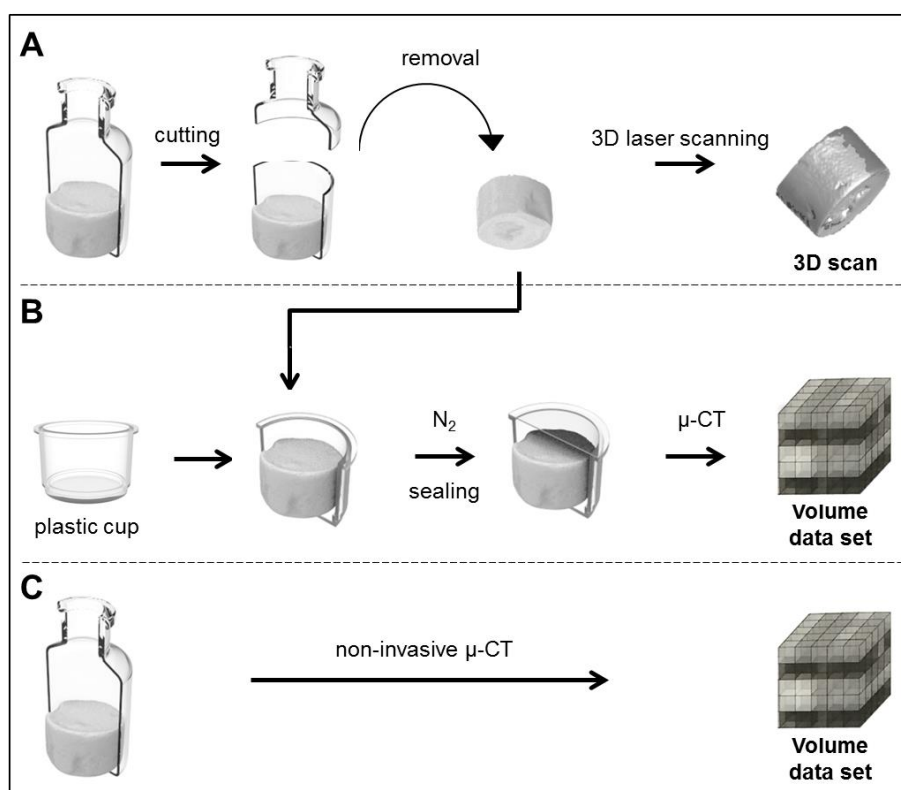 A
removal
cutting
3D laser scanning
3D scan
B
N₂
μ-CT
sealing
plastic cup
Volume
data set
C
non-invasive μ-CT
Volume
data set